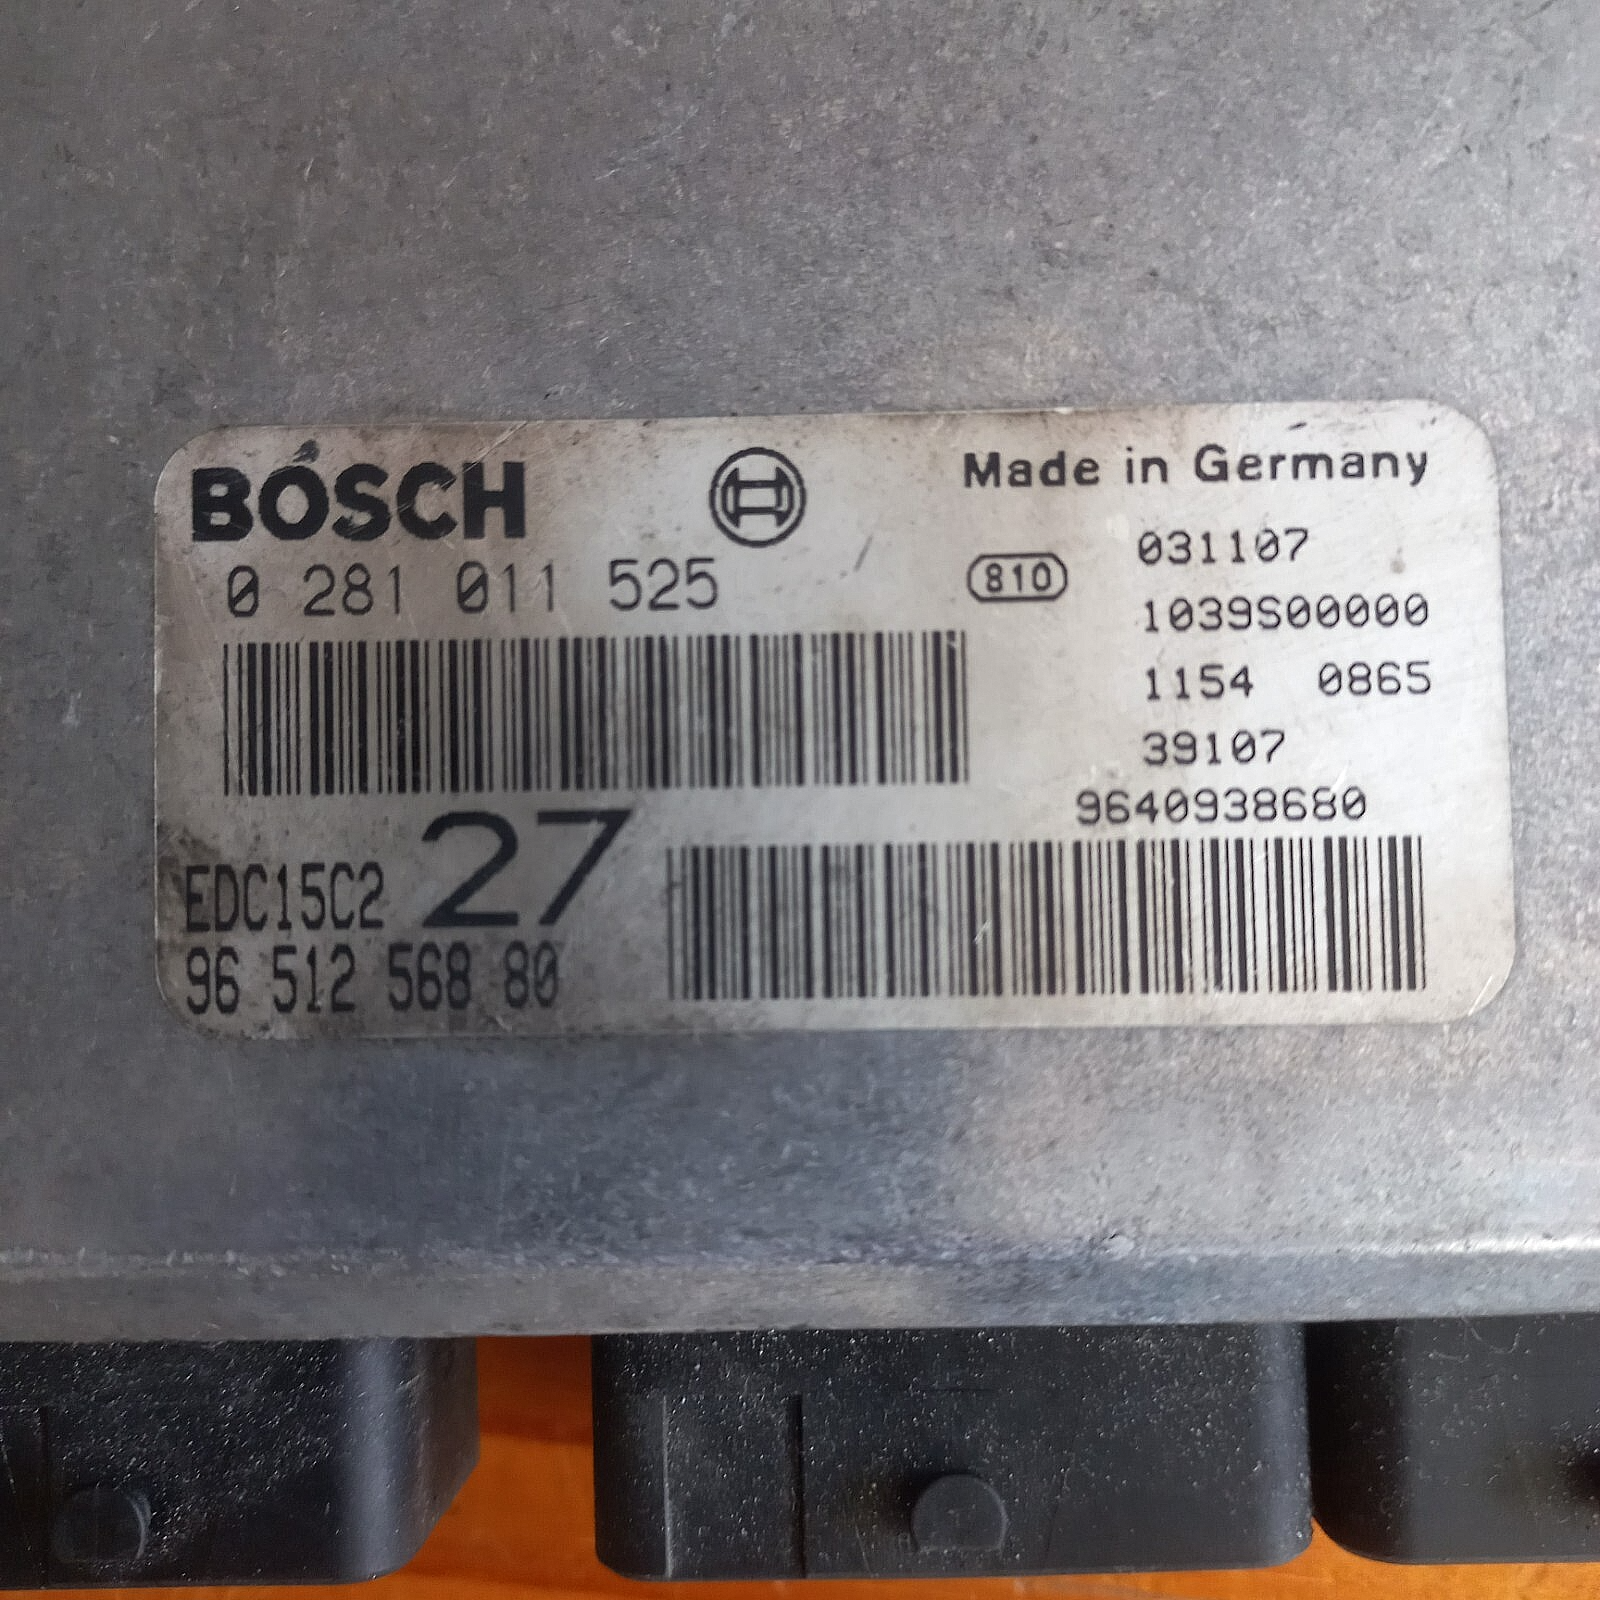 BOSCH
Made in Germany
0 281 011 525
810
031107
1039S00000
1154 0865
39107
9640938680
EDC15C2 27
96 512 568 80